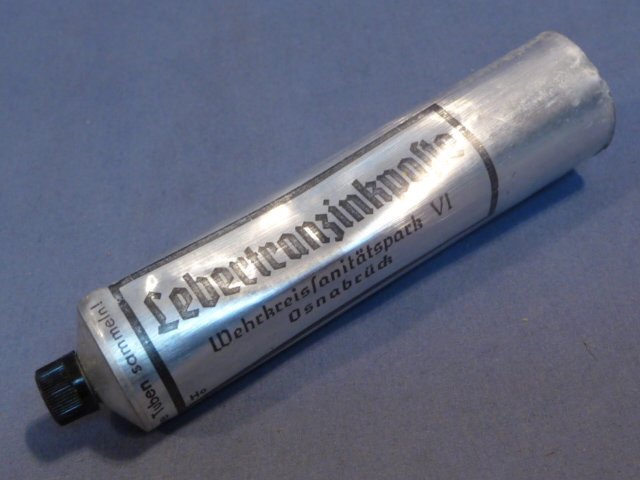 Lebertranzinkpaste
Wehrkreisſanitätspark VI
Osnabrück
Tuben sammeln!